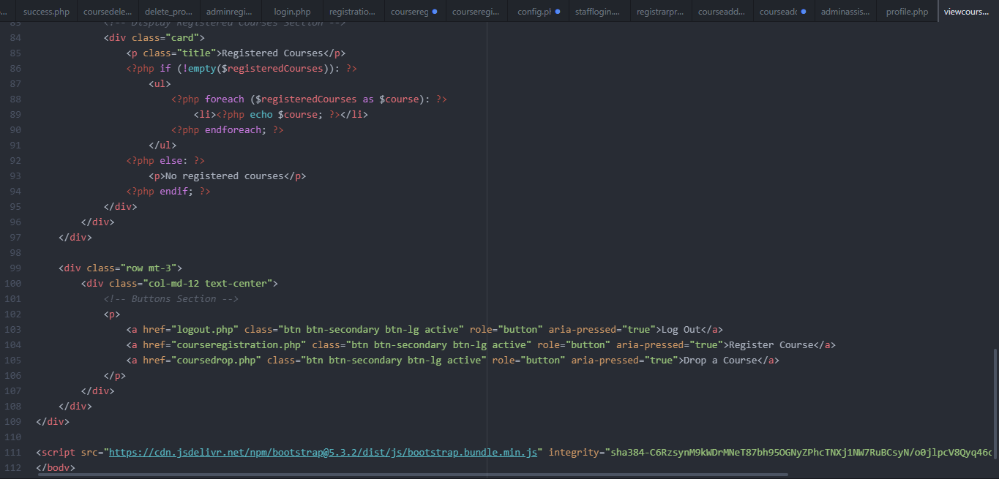 ... success.php coursedele... delete_pro... adminregi... login.php registratio... coursereg courseregi... config.pl stafflogin.... registrarpr... courseadd... courseadd adminassis... profile.php viewcours...
83 <!-- Display Registered Courses Section -->
84 <div class="card">
85 <p class="title">Registered Courses</p>
86 <?php if (!empty($registeredCourses)): ?>
87 <ul>
88 <?php foreach ($registeredCourses as $course): ?>
89 <li><?php echo $course; ?></li>
90 <?php endforeach; ?>
91 </ul>
92 <?php else: ?>
93 <p>No registered courses</p>
94 <?php endif; ?>
95 </div>
96 </div>
97 </div>
98
99 <div class="row mt-3">
100 <div class="col-md-12 text-center">
101 <!-- Buttons Section -->
102 <p>
103 <a href="logout.php" class="btn btn-secondary btn-lg active" role="button" aria-pressed="true">Log Out</a>
104 <a href="courseregistration.php" class="btn btn-secondary btn-lg active" role="button" aria-pressed="true">Register Course</a>
105 <a href="coursedrop.php" class="btn btn-secondary btn-lg active" role="button" aria-pressed="true">Drop a Course</a>
106 </p>
107 </div>
108 </div>
109 </div>
110
111 <script src="https://cdn.jsdelivr.net/npm/bootstrap@5.3.2/dist/js/bootstrap.bundle.min.js" integrity="sha384-C6RzsynM9kWDrMNeT87bh95OGNyZPhcTNXj1NW7RuBCsyN/o0jlpcV8Qyq46c
112 </body>